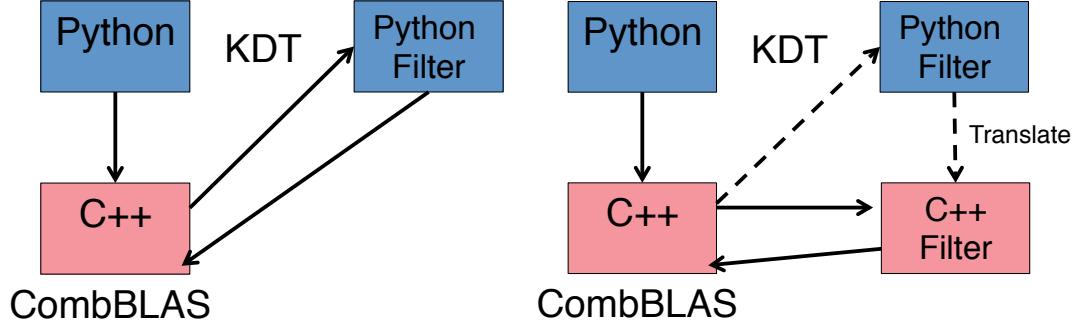 Python
KDT
Python
Filter
C++
CombBLAS
Python
KDT
Python
Filter
Translate
C++
C++
Filter
CombBLAS